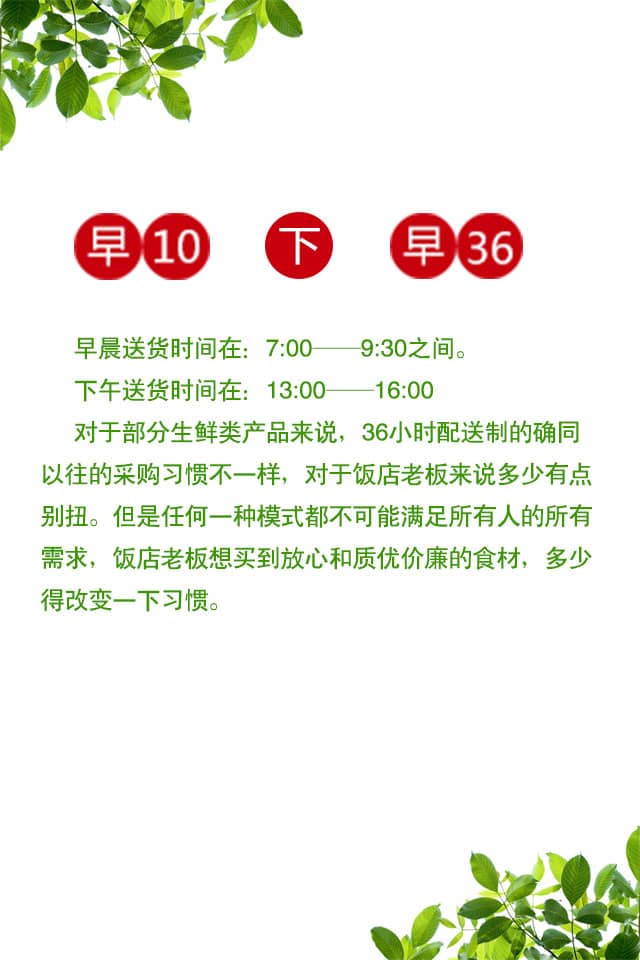 早10 下 早36
早晨送货时间在：7:00——9:30之间。
下午送货时间在：13:00——16:00
对于部分生鲜类产品来说，36小时配送制的确同
以往的采购习惯不一样，对于饭店老板来说多少有点
别扭。但是任何一种模式都不可能满足所有人的所有
需求，饭店老板想买到放心和质优价廉的食材，多少
得改变一下习惯。